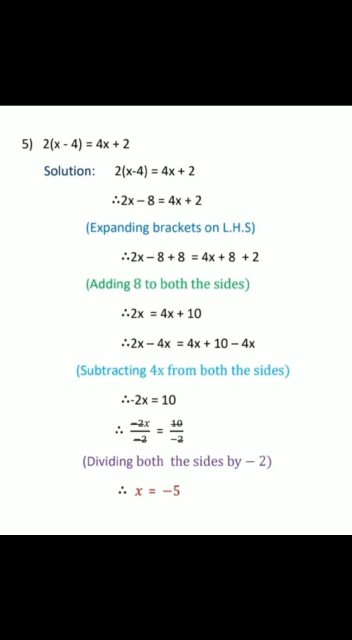 5) 2(x - 4) = 4x + 2
Solution: 2(x-4) = 4x + 2
∴2x – 8 = 4x + 2
(Expanding brackets on L.H.S)
∴2x – 8 + 8 = 4x + 8 + 2
(Adding 8 to both the sides)
∴2x = 4x + 10
∴2x – 4x = 4x + 10 – 4x
(Subtracting 4x from both the sides)
∴-2x = 10
∴ −2x/−2 = 10/−2
(Dividing both the sides by – 2)
∴ x = −5